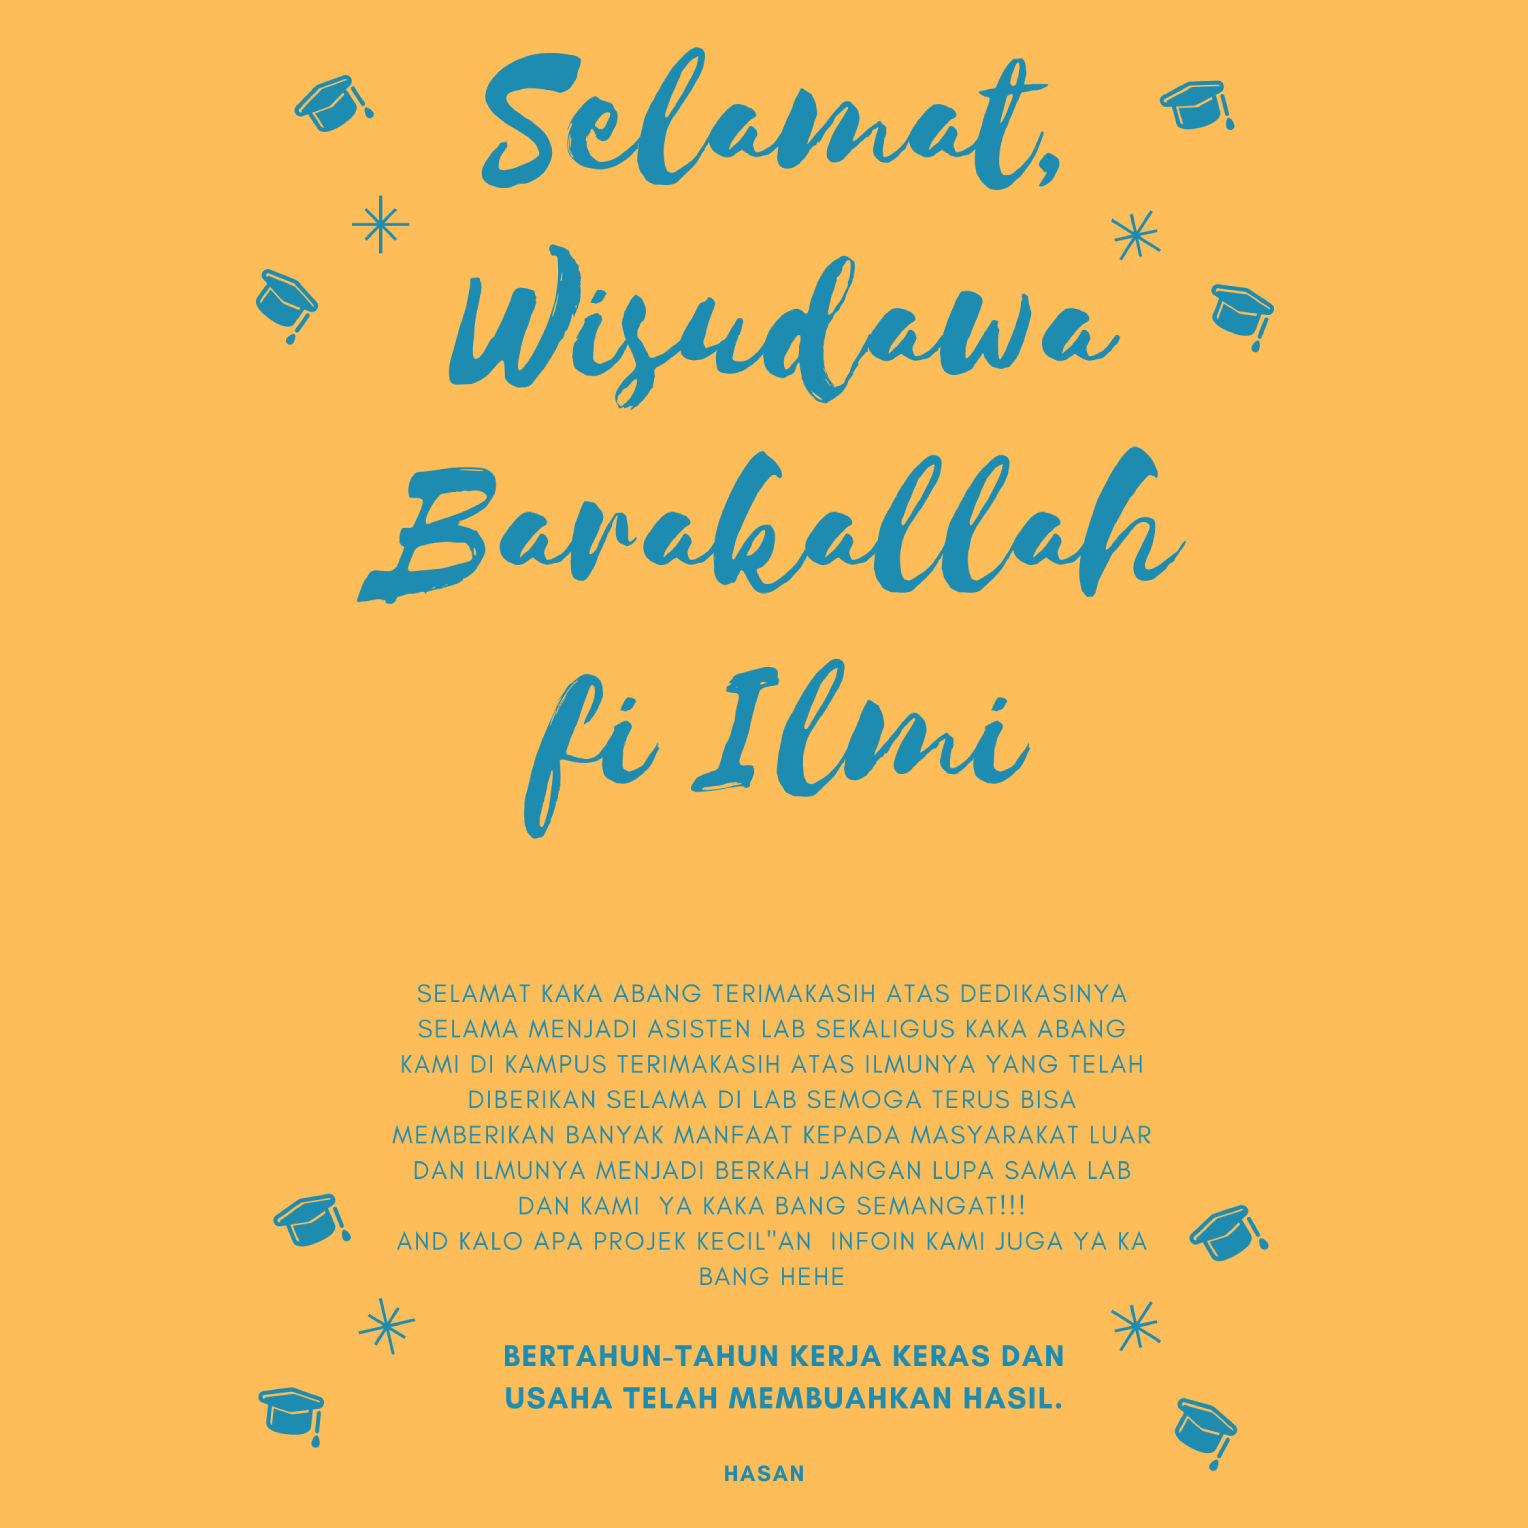 Selamat,
Wisudawa
Barakallah
fi Ilmi
SELAMAT KAKA ABANG TERIMAKASIH ATAS DEDIKASINYA
SELAMA MENJADI ASISTEN LAB SEKALIGUS KAKA ABANG
KAMI DI KAMPUS TERIMAKASIH ATAS ILMUNYA YANG TELAH
DIBERIKAN SELAMA DI LAB SEMOGA TERUS BISA
MEMBERIKAN BANYAK MANFAAT KEPADA MASYARAKAT LUAR
DAN ILMUNYA MENJADI BERKAH JANGAN LUPA SAMA LAB
DAN KAMI  YA KAKA BANG SEMANGAT!!!
AND KALO APA PROJEK KECIL"AN  INFOIN KAMI JUGA YA KA
BANG HEHE
BERTAHUN-TAHUN KERJA KERAS DAN
USAHA TELAH MEMBUAHKAN HASIL.
HASAN